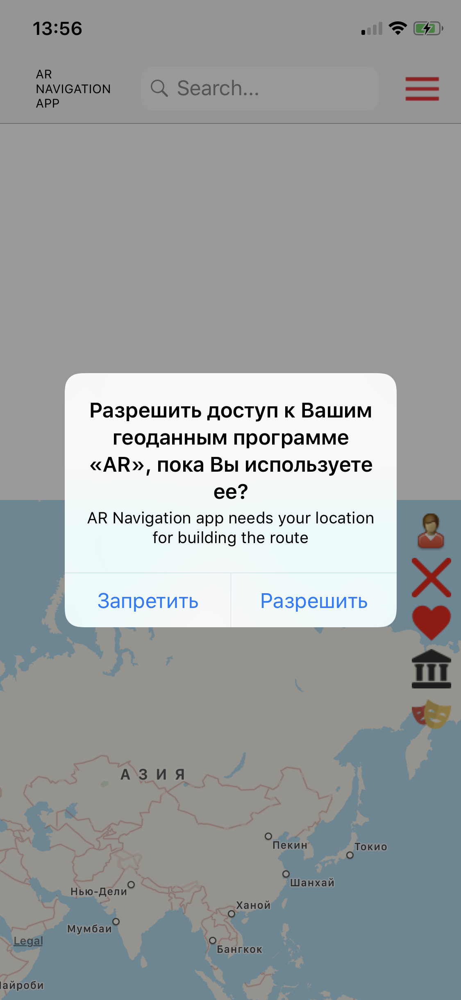 13:56
AR
NAVIGATION
APP
Search...
Разрешить доступ к Вашим
геоданным программе
«AR», пока Вы используете
ее?
AR Navigation app needs your location
for building the route
Запретить
Разрешить
АЗИЯ
Пекин
Токио
Шанхай
Нью-Дели
Ханой
Мумбаи
Legal
Бангкок
айроби